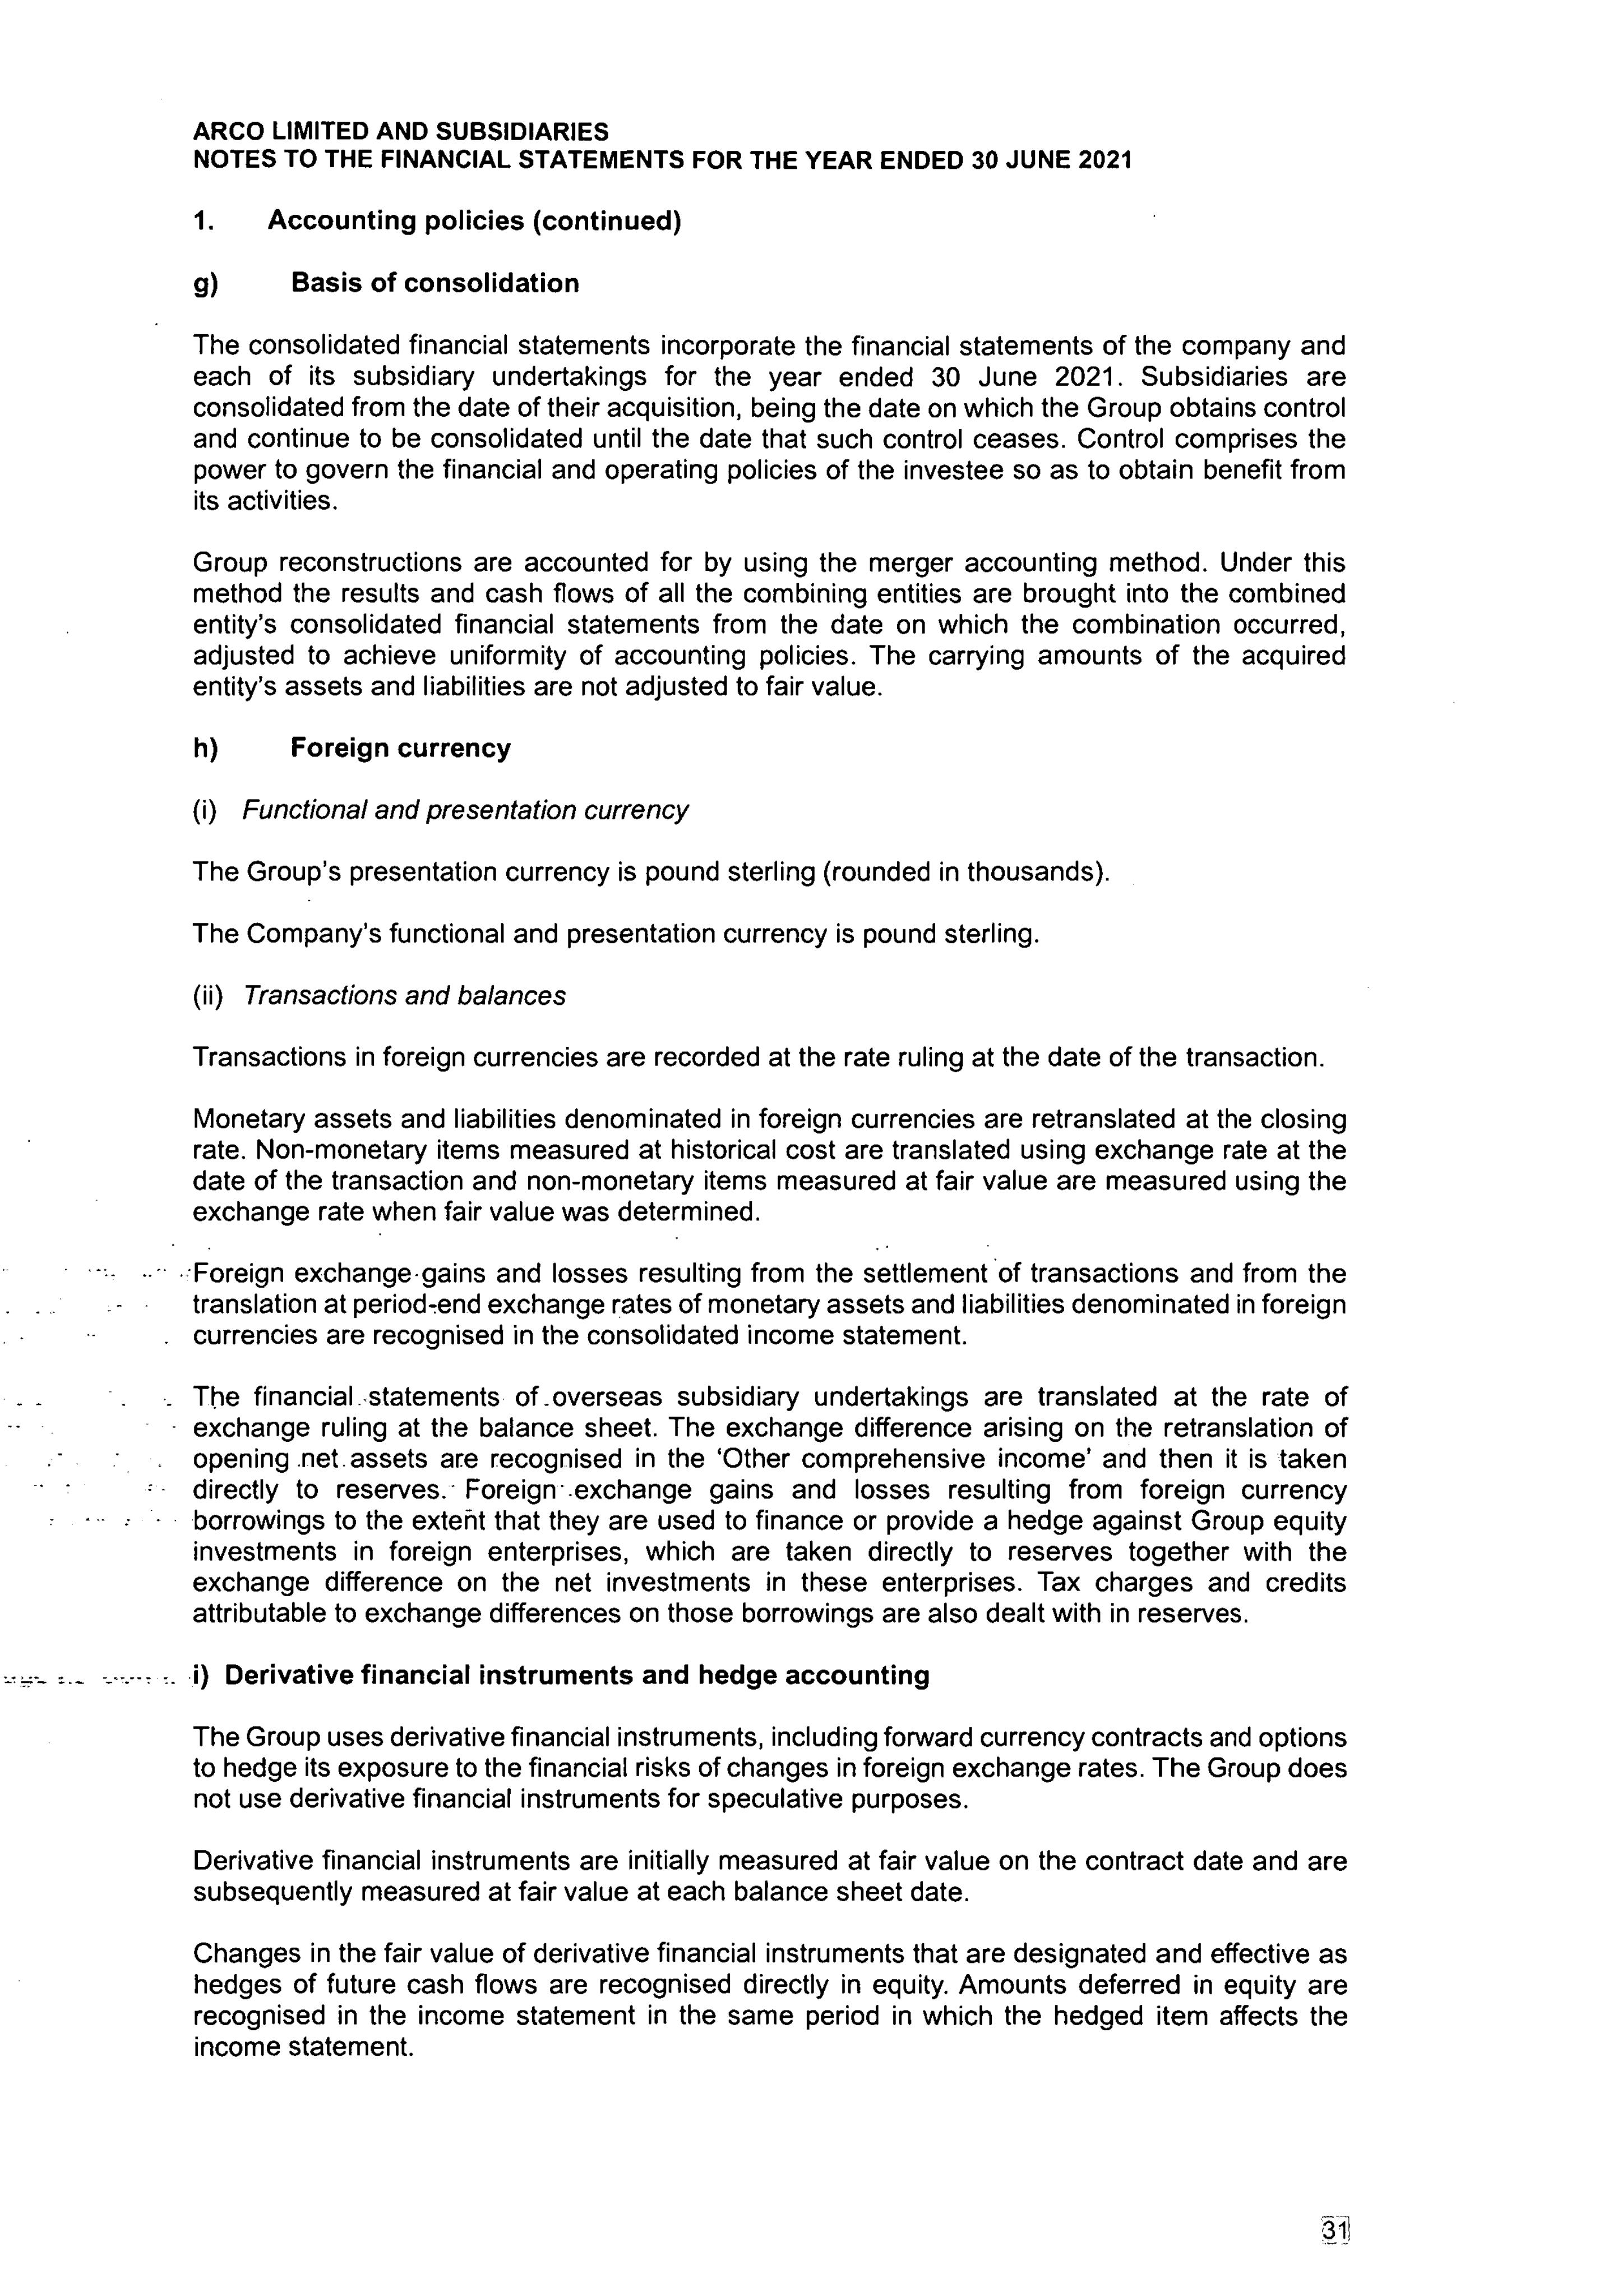 ARCO LIMITED AND SUBSIDIARIES
NOTES TO THE FINANCIAL STATEMENTS FOR THE YEAR ENDED 30 JUNE 2021
1. Accounting policies (continued)
g) Basis of consolidation
The consolidated financial statements incorporate the financial statements of the company and
each of its subsidiary undertakings for the year ended 30 June 2021. Subsidiaries are
consolidated from the date of their acquisition, being the date on which the Group obtains control
and continue to be consolidated until the date that such control ceases. Control comprises the
power to govern the financial and operating policies of the investee so as to obtain benefit from
its activities.
Group reconstructions are accounted for by using the merger accounting method. Under this
method the results and cash flows of all the combining entities are brought into the combined
entity's consolidated financial statements from the date on which the combination occurred,
adjusted to achieve uniformity of accounting policies. The carrying amounts of the acquired
entity's assets and liabilities are not adjusted to fair value.
h) Foreign currency
(i) Functional and presentation currency
The Group's presentation currency is pound sterling (rounded in thousands).
The Company's functional and presentation currency is pound sterling.
(ii) Transactions and balances
Transactions in foreign currencies are recorded at the rate ruling at the date of the transaction.
Monetary assets and liabilities denominated in foreign currencies are retranslated at the closing
rate. Non-monetary items measured at historical cost are translated using exchange rate at the
date of the transaction and non-monetary items measured at fair value are measured using the
exchange rate when fair value was determined.
Foreign exchange gains and losses resulting from the settlement of transactions and from the
translation at period-end exchange rates of monetary assets and liabilities denominated in foreign
currencies are recognised in the consolidated income statement.
The financial statements of overseas subsidiary undertakings are translated at the rate of
exchange ruling at the balance sheet. The exchange difference arising on the retranslation of
opening net assets are recognised in the 'Other comprehensive income' and then it is taken
directly to reserves. Foreign exchange gains and losses resulting from foreign currency
borrowings to the extent that they are used to finance or provide a hedge against Group equity
investments in foreign enterprises, which are taken directly to reserves together with the
exchange difference on the net investments in these enterprises. Tax charges and credits
attributable to exchange differences on those borrowings are also dealt with in reserves.
i) Derivative financial instruments and hedge accounting
The Group uses derivative financial instruments, including forward currency contracts and options
to hedge its exposure to the financial risks of changes in foreign exchange rates. The Group does
not use derivative financial instruments for speculative purposes.
Derivative financial instruments are initially measured at fair value on the contract date and are
subsequently measured at fair value at each balance sheet date.
Changes in the fair value of derivative financial instruments that are designated and effective as
hedges of future cash flows are recognised directly in equity. Amounts deferred in equity are
recognised in the income statement in the same period in which the hedged item affects the
income statement.
31